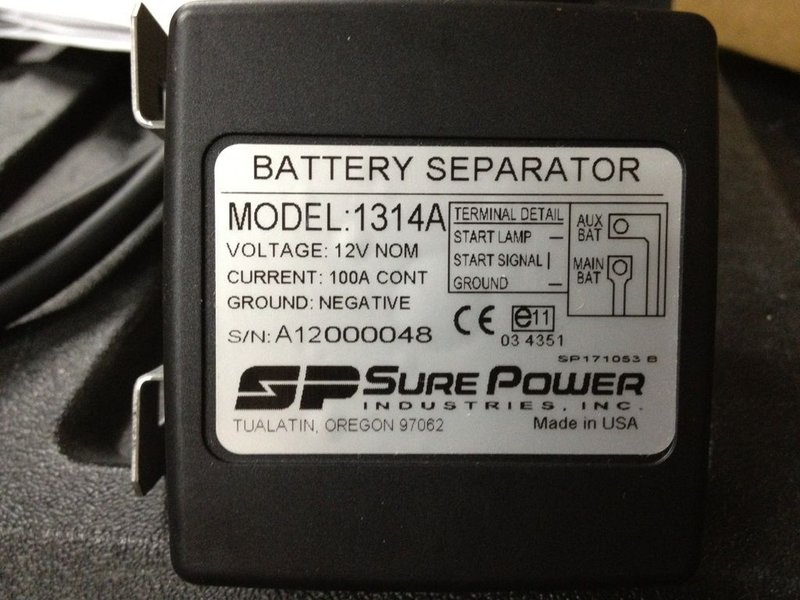 BATTERY SEPARATOR
MODEL:1314A
VOLTAGE: 12V NOM
CURRENT: 100A CONT
GROUND: NEGATIVE
S/N: A12000048
TERMINAL DETAIL
START LAMP —
START SIGNAL |
GROUND —
AUX
BAT
MAIN
BAT
CE e11
03 4351
SP171053 B
SP SURE POWER
INDUSTRIES, INC.
TUALATIN, OREGON 97062
Made in USA